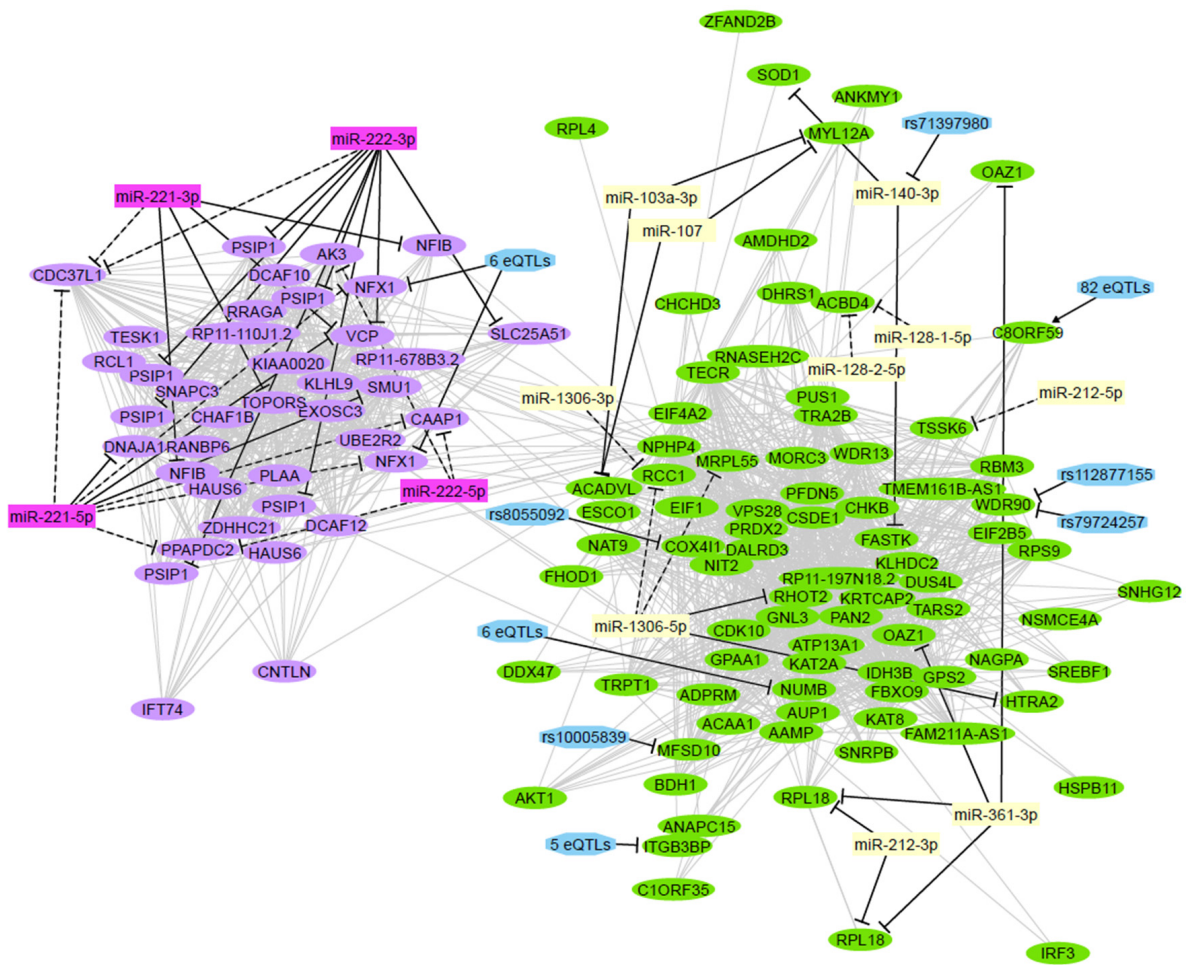 ZFAND2B
SOD1
ANKMY1
RPL4
MYL12A
rs71397980
miR-222-3p
OAZ1
miR-221-3p
miR-103a-3p
miR-140-3p
miR-107
PSIP1
AK3
NFIB
AMDHD2
6 eQTLs
CDC37L1
DCAF10
NFX1
82 eQTLs
PSIP1
DHRS1
ACBD4
CHCHD3
RRAGA
TESK1
RP11-110J1.2
VCP
SLC25A51
miR-128-1-5p
C8ORF59
RCL1
KIAA0020
RP11-678B3.2
RNASEH2C
TECR
miR-128-2-5p
PSIP1
SNAPC3
KLHL9
SMU1
miR-212-5p
TOPORS
miR-1306-3p
PUS1
PSIP1
CHAF1B
EXOSC3
CAAP1
EIF4A2
TRA2B
TSSK6
DNAJA1
RANBP6
UBE2R2
NPHP4
NFIB
PLAA
NFX1
RCC1
MRPL55
MORC3
WDR13
RBM3
rs112877155
HAUS6
miR-222-5p
ACADVL
PFDN5
TMEM161B-AS1
PSIP1
ESCO1
EIF1
VPS28
CHKB
WDR90
miR-221-5p
rs8055092
CSDE1
rs79724257
ZDHHC21
DCAF12
PRDX2
EIF2B5
PPAPDC2
HAUS6
NAT9
COX4I1
DALRD3
FASTK
RPS9
PSIP1
FHOD1
NIT2
KLHDC2
RP11-197N18.2
DUS4L
SNHG12
RHOT2
KRTCAP2
TARS2
miR-1306-5p
GNL3
PAN2
NSMCE4A
6 eQTLs
CDK10
OAZ1
ATP13A1
CNTLN
DDX47
GPAA1
KAT2A
IDH3B
GPS2
NAGPA
SREBF1
TRPT1
ADPRM
NUMB
FBXO9
HTRA2
IFT74
AUP1
KAT8
rs10005839
ACAA1
AAMP
FAM211A-AS1
MFSD10
SNRPB
BDH1
HSPB11
AKT1
RPL18
miR-361-3p
ANAPC15
5 eQTLs
ITGB3BP
miR-212-3p
C1ORF35
RPL18
IRF3